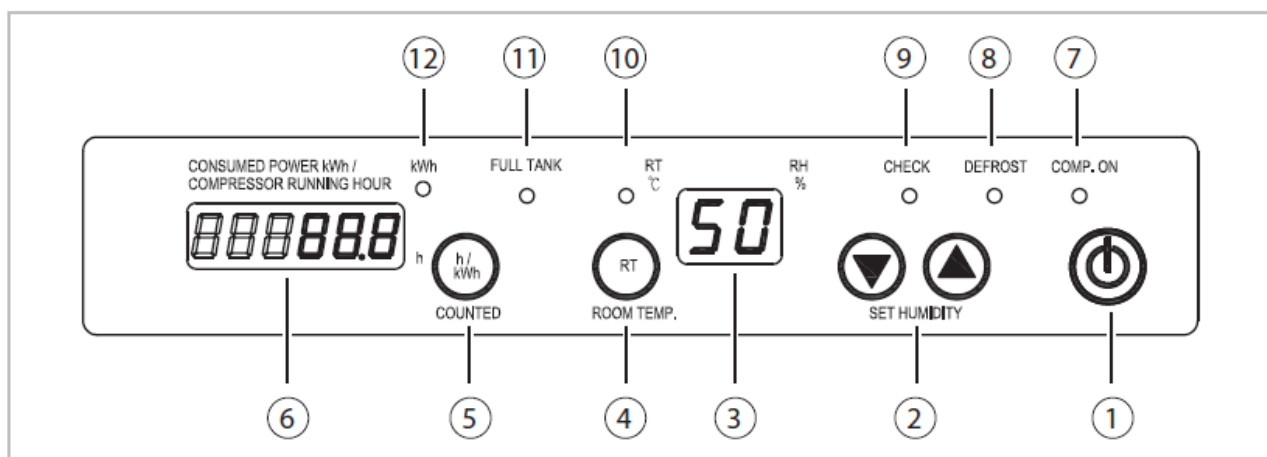 12 11 10 9 8 7
CONSUMED POWER kWh /
COMPRESSOR RUNNING HOUR
kWh
FULL TANK
RT
℃
RH
%
CHECK
DEFROST
COMP. ON
88888.8
h
h /
kWh
COUNTED
RT
ROOM TEMP.
50
SET HUMIDITY
6 5 4 3 2 1